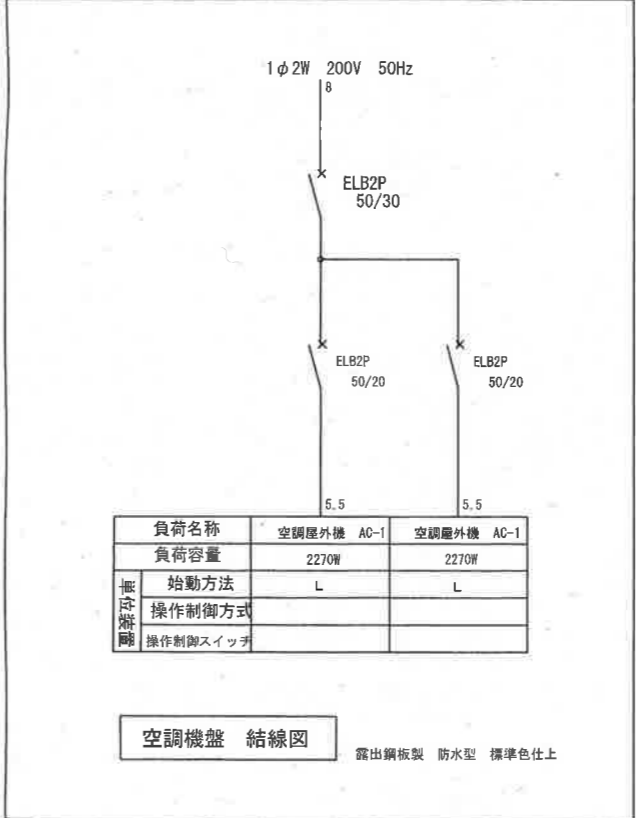 1φ2W 200V 50Hz
8
ELB2P
50/30
ELB2P
50/20
ELB2P
50/20
5.5
5.5
負荷名称 空調屋外機 AC-1 空調屋外機 AC-1
負荷容量 2270W 2270W
単位装置
始動方法 L L
操作制御方式
操作制御スイッチ
空調機盤 結線図
露出鋼板製 防水型 標準色仕上